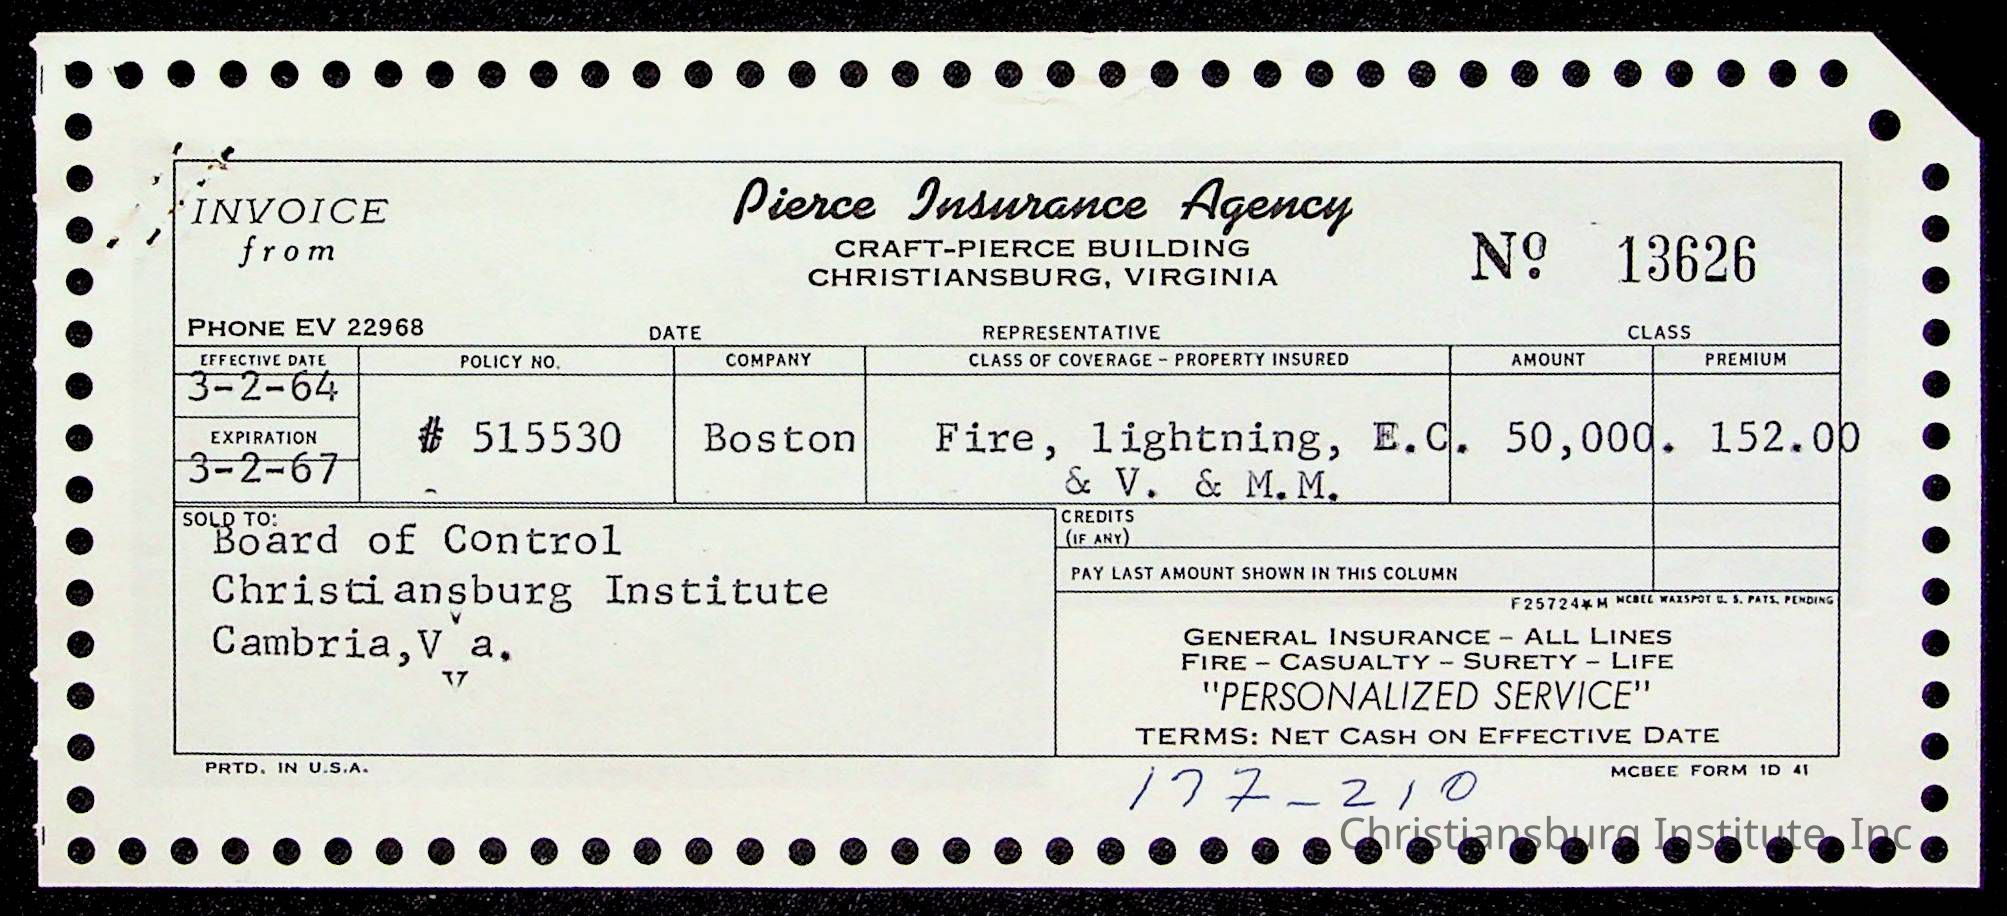 INVOICE
from
Pierce Insurance Agency
CRAFT-PIERCE BUILDING
CHRISTIANSBURG, VIRGINIA
Nº 13626
PHONE EV 22968 DATE REPRESENTATIVE CLASS
EFFECTIVE DATE POLICY NO. COMPANY CLASS OF COVERAGE - PROPERTY INSURED AMOUNT PREMIUM
3-2-64
EXPIRATION # 515530 Boston Fire, lightning, E.C. 50,000. 152.00
3-2-67 & V. & M.M.
SOLD TO:
Board of Control
Christiansburg Institute
Cambria,V a.
CREDITS
(IF ANY)
PAY LAST AMOUNT SHOWN IN THIS COLUMN
F25724*M MCBEE WAXSPOT U. S. PATS. PENDING
GENERAL INSURANCE - ALL LINES
FIRE - CASUALTY - SURETY - LIFE
"PERSONALIZED SERVICE"
TERMS: NET CASH ON EFFECTIVE DATE
PRTD. IN U.S.A. MCBEE FORM 1D 41
177-210
Christiansburg Institute, Inc